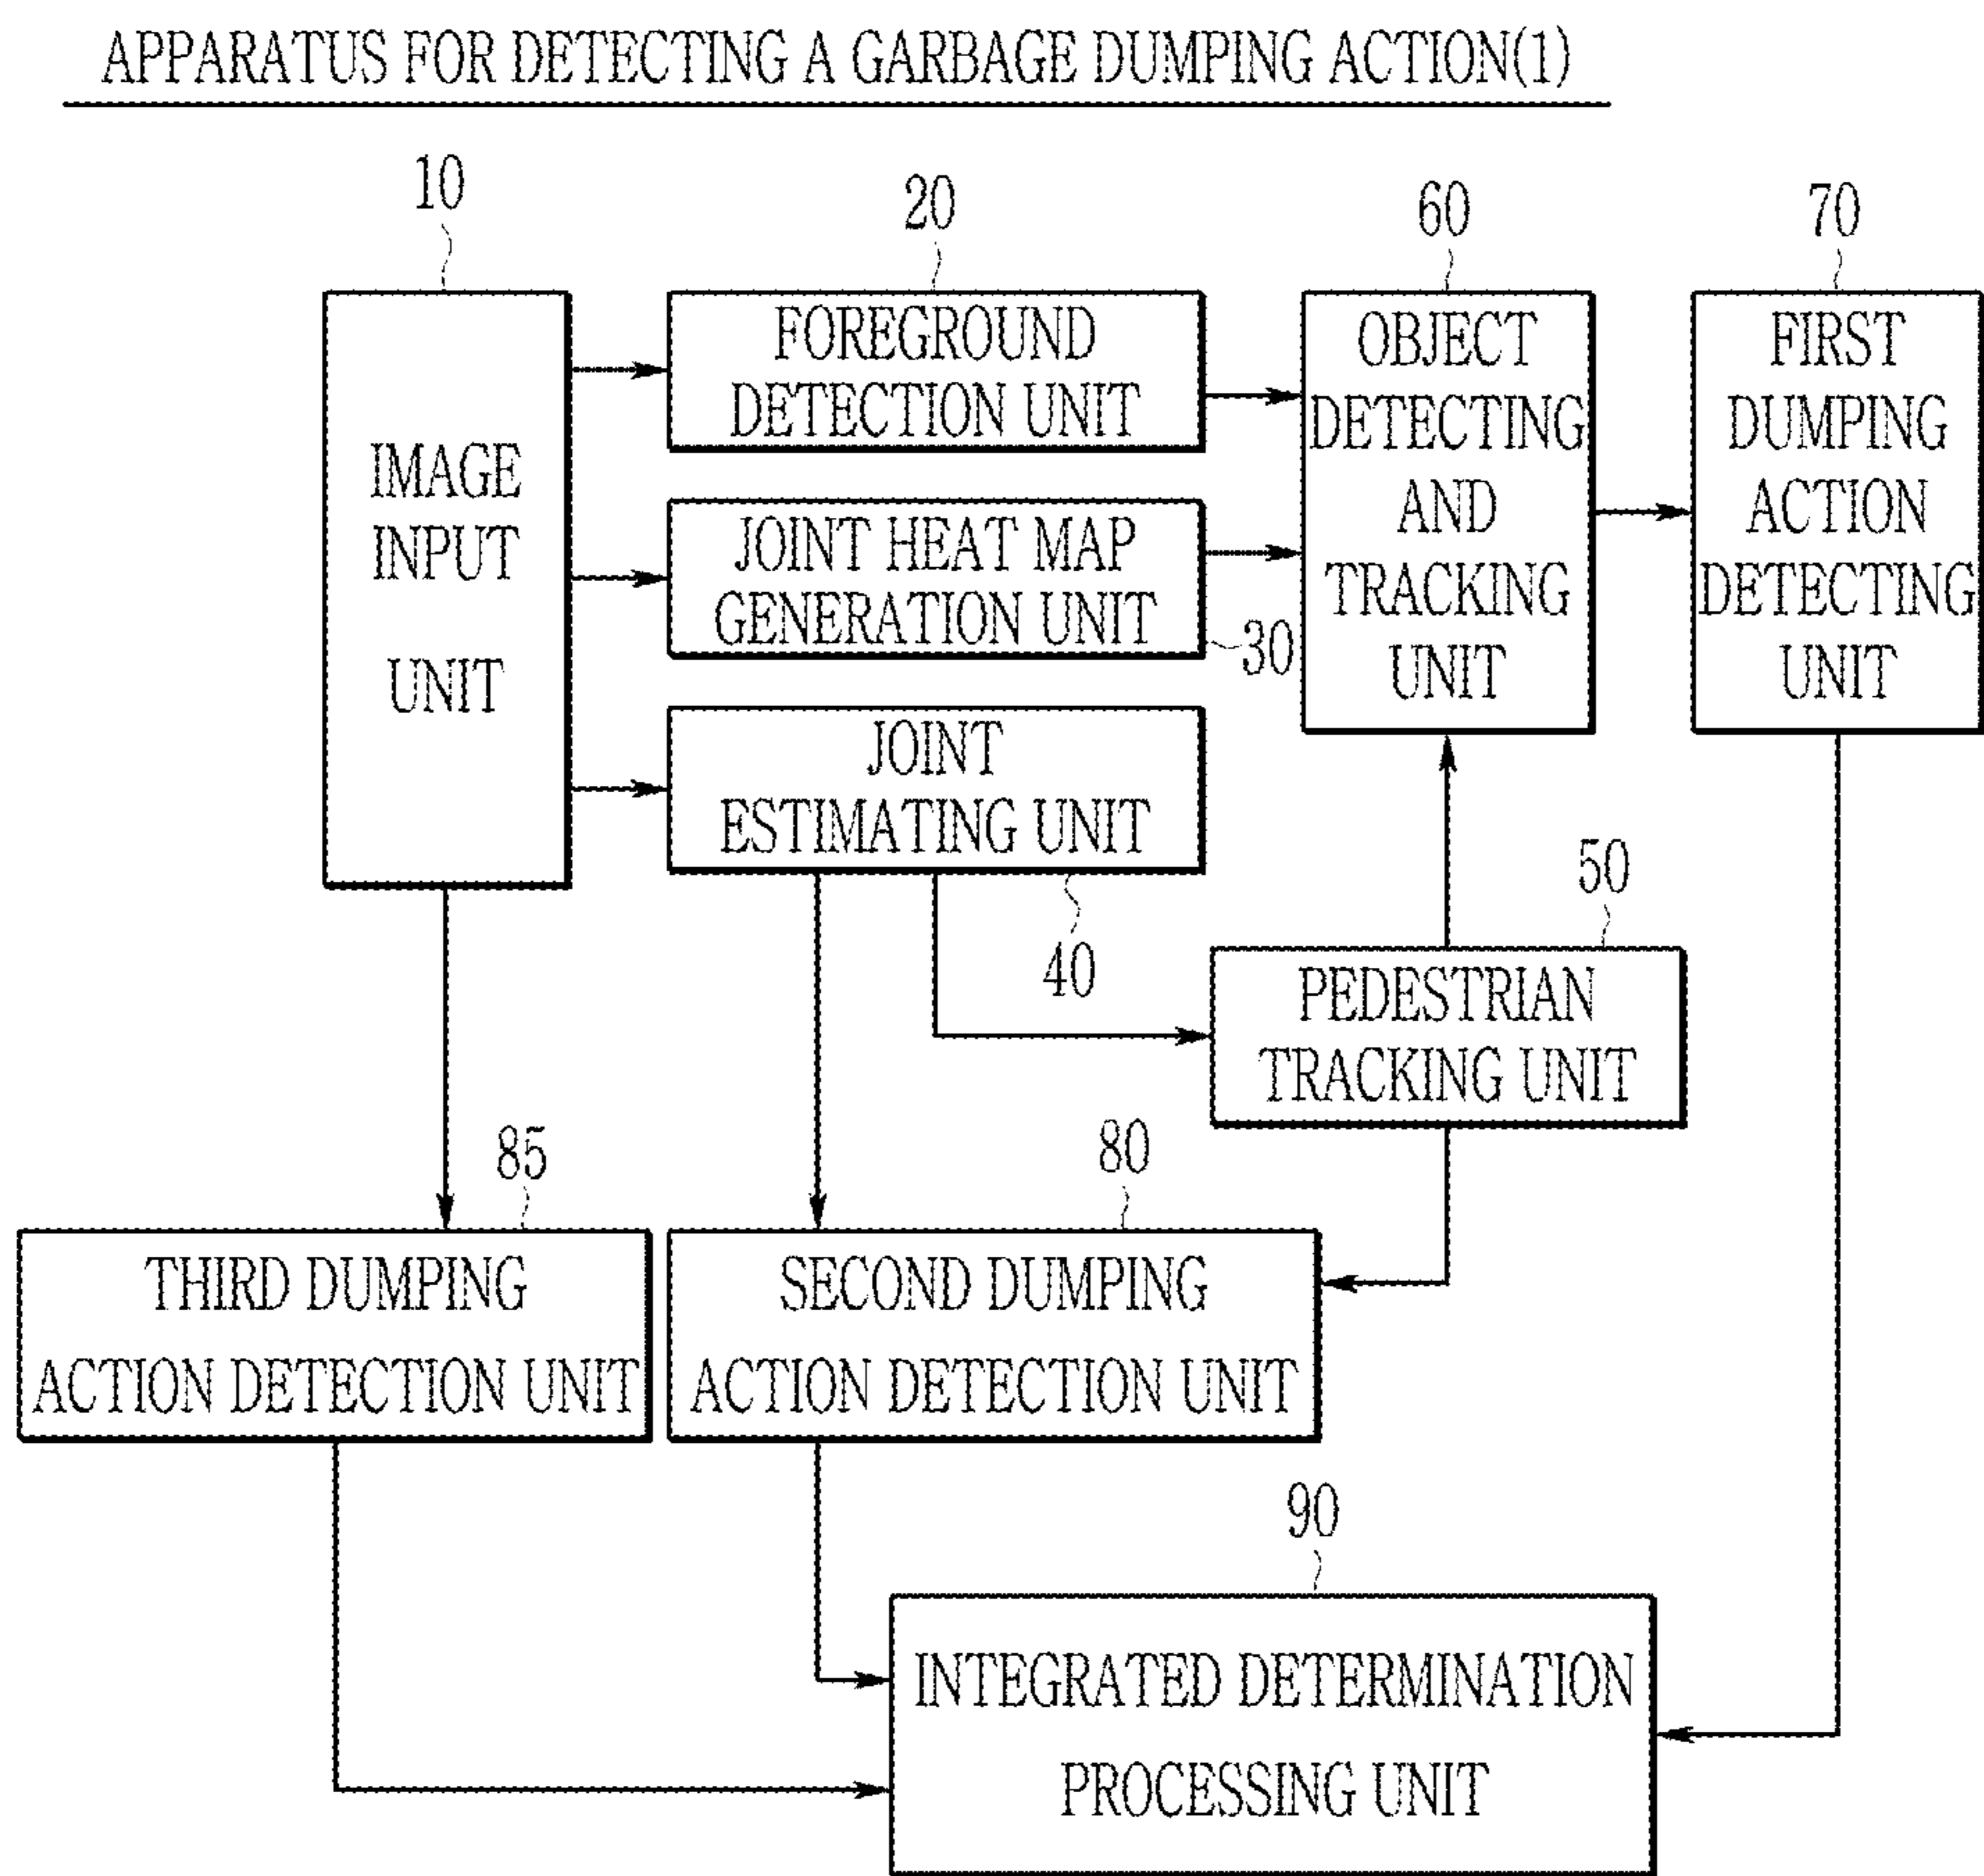 APPARATUS FOR DETECTING A GARBAGE DUMPING ACTION(1)
10
20
60
70
IMAGE
INPUT
UNIT
FOREGROUND
DETECTION UNIT
JOINT HEAT MAP
GENERATION UNIT
30
JOINT
ESTIMATING UNIT
40
OBJECT
DETECTING
AND
TRACKING
UNIT
FIRST
DUMPING
ACTION
DETECTING
UNIT
50
PEDESTRIAN
TRACKING UNIT
85
THIRD DUMPING
ACTION DETECTION UNIT
80
SECOND DUMPING
ACTION DETECTION UNIT
90
INTEGRATED DETERMINATION
PROCESSING UNIT